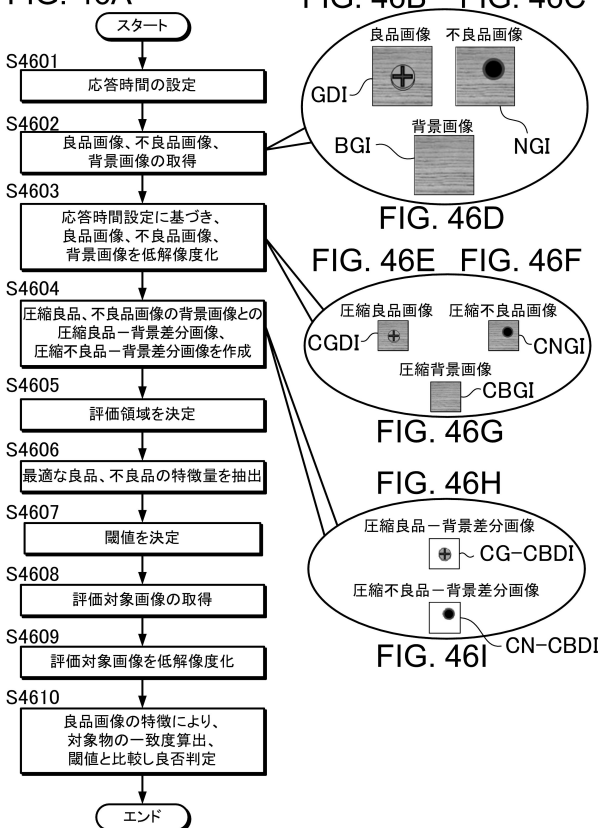 FIG. 46A
スタート
S4601
応答時間の設定
S4602
良品画像、不良品画像、
背景画像の取得
S4603
応答時間設定に基づき、
良品画像、不良品画像、
背景画像を低解像度化
S4604
圧縮良品、不良品画像の背景画像との
圧縮良品－背景差分画像、
圧縮不良品－背景差分画像を作成
S4605
評価領域を決定
S4606
最適な良品、不良品の特徴量を抽出
S4607
閾値を決定
S4608
評価対象画像の取得
S4609
評価対象画像を低解像度化
S4610
良品画像の特徴により、
対象物の一致度算出、
閾値と比較し良否判定
エンド
FIG. 46B FIG. 46C
良品画像 不良品画像
GDI
背景画像
BGI
NGI
FIG. 46D
FIG. 46E FIG. 46F
圧縮良品画像 圧縮不良品画像
CGDI
CNGI
圧縮背景画像
CBGI
FIG. 46G
FIG. 46H
圧縮良品－背景差分画像
CG-CBDI
圧縮不良品－背景差分画像
CN-CBDI
FIG. 46I